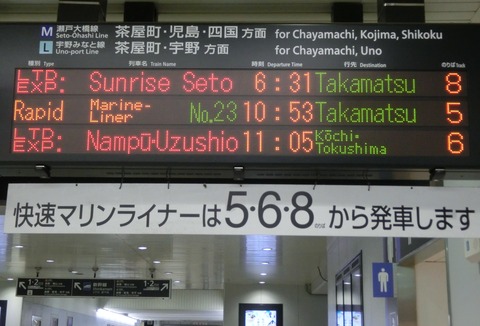 M 瀬戸大橋線 茶屋町・児島・四国 方面 for Chayamachi, Kojima, Shikoku
Seto-Ohashi Line
L 宇野みなと線 茶屋町・宇野 方面 for Chayamachi, Uno
Uno-port Line
種別 Type 列車名 Train Name 時刻 Departure Time 行先 Destination のりば Track
LTD EXP: Sunrise Seto 6:31 Takamatsu 8
Rapid Marine-Liner No.23 10:53 Takamatsu 5
LTD EXP: Nampū·Uzushio 11:05 Kōchi·Tokushima 6
快速マリンライナーは5·6·8のりばから発車します